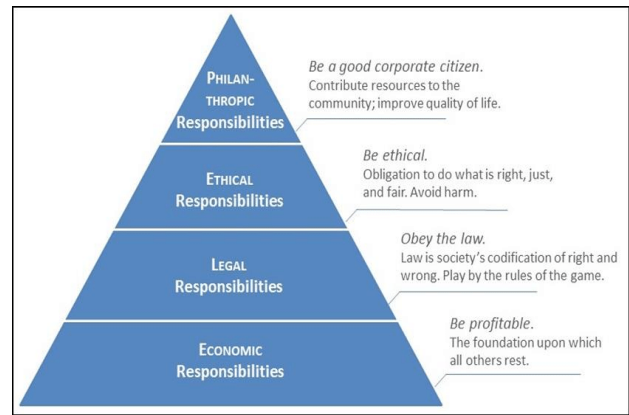 PHILAN-
THROPIC
Responsibilities
Be a good corporate citizen.
Contribute resources to the
community; improve quality of life.
ETHICAL
Responsibilities
Be ethical.
Obligation to do what is right, just,
and fair. Avoid harm.
LEGAL
Responsibilities
Obey the law.
Law is society's codification of right and
wrong. Play by the rules of the game.
ECONOMIC
Responsibilities
Be profitable.
The foundation upon which
all others rest.